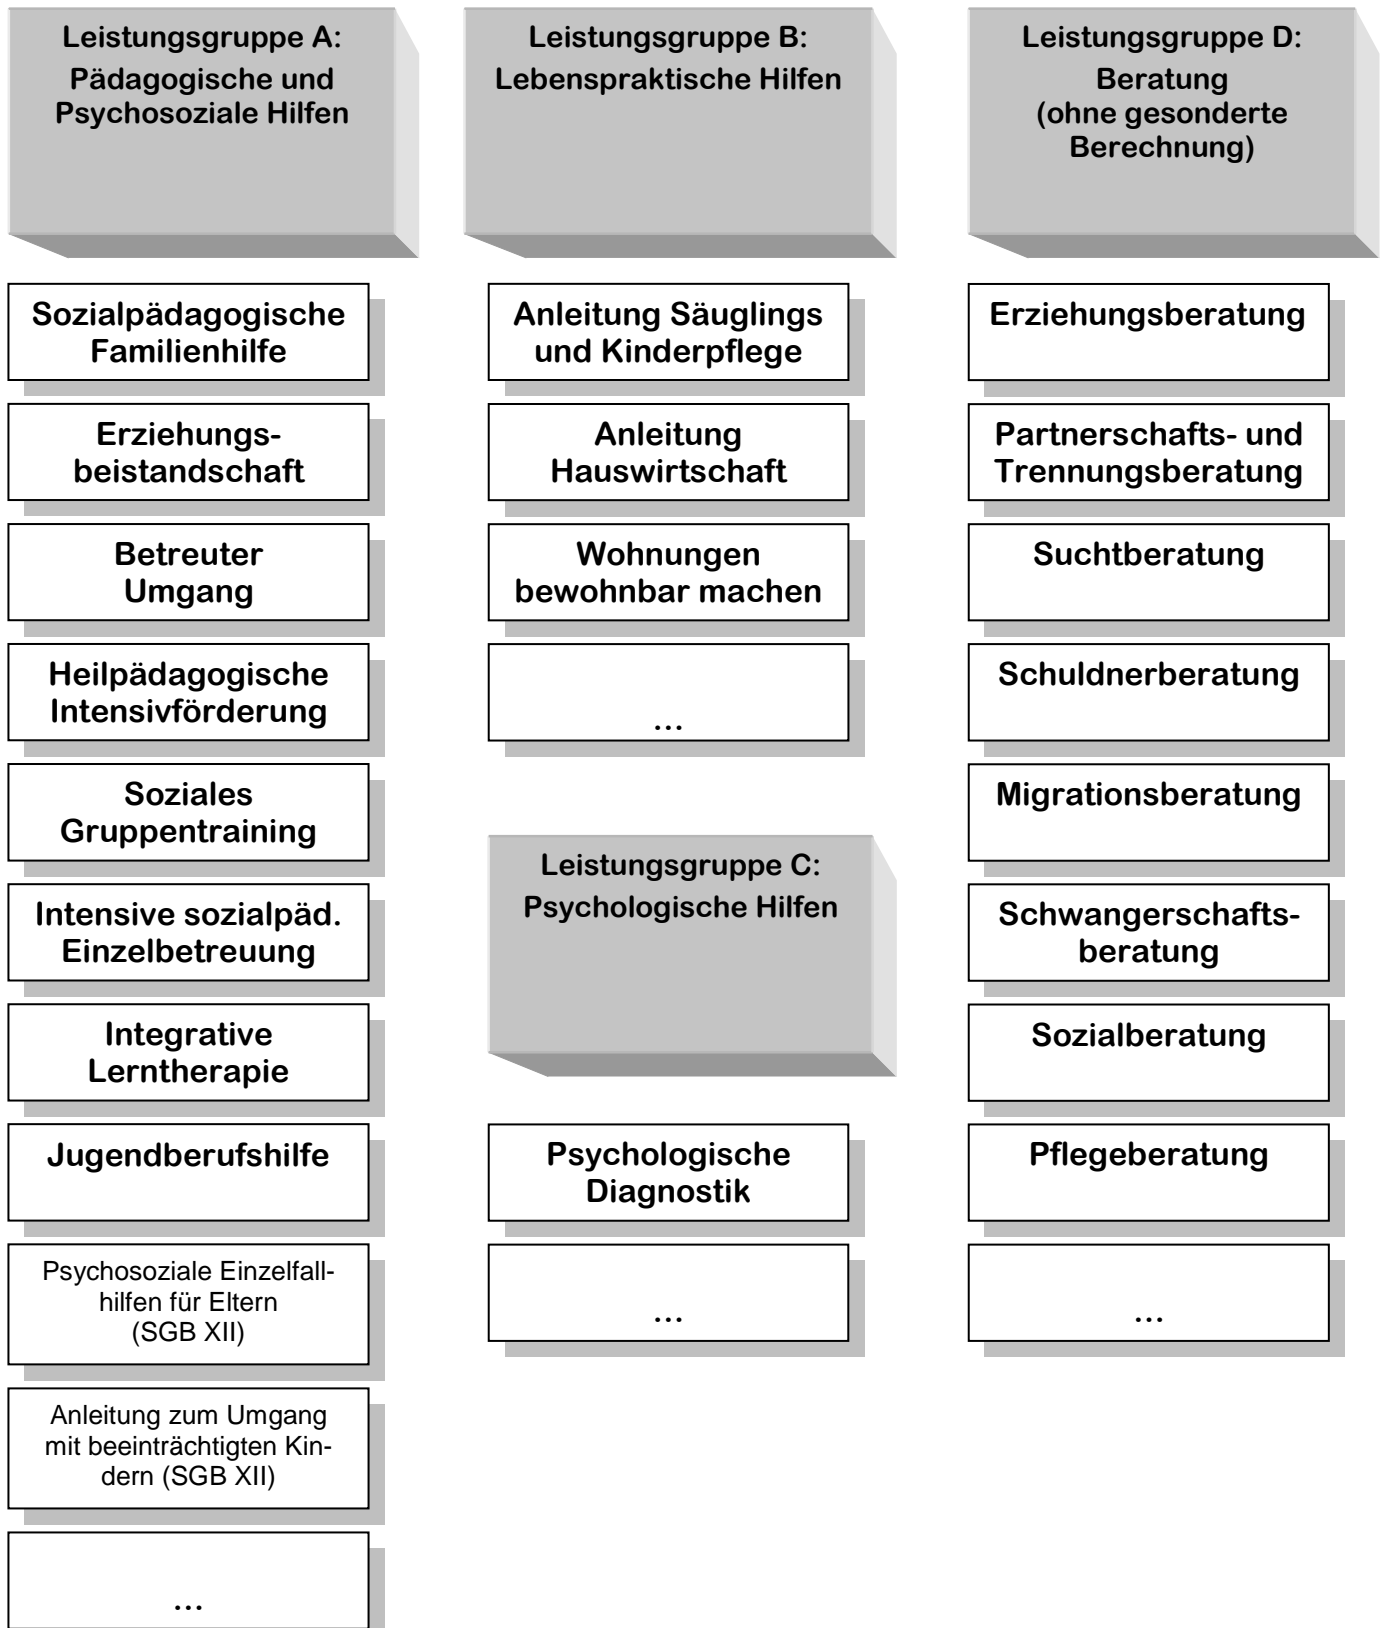 Leistungsgruppe A:
Pädagogische und
Psychosoziale Hilfen
Sozialpädagogische
Familienhilfe
Erziehungs-
beistandschaft
Betreuter
Umgang
Heilpädagogische
Intensivförderung
Soziales
Gruppentraining
Intensive sozialpäd.
Einzelbetreuung
Integrative
Lerntherapie
Jugendberufshilfe
Psychosoziale Einzelfall-
hilfen für Eltern
(SGB XII)
Anleitung zum Umgang
mit beeinträchtigten Kin-
dern (SGB XII)
...
Leistungsgruppe B:
Lebenspraktische Hilfen
Anleitung Säuglings
und Kinderpflege
Anleitung
Hauswirtschaft
Wohnungen
bewohnbar machen
...
Leistungsgruppe C:
Psychologische Hilfen
Psychologische
Diagnostik
...
Leistungsgruppe D:
Beratung
(ohne gesonderte
Berechnung)
Erziehungsberatung
Partnerschafts- und
Trennungsberatung
Suchtberatung
Schuldnerberatung
Migrationsberatung
Schwangerschafts-
beratung
Sozialberatung
Pflegeberatung
...